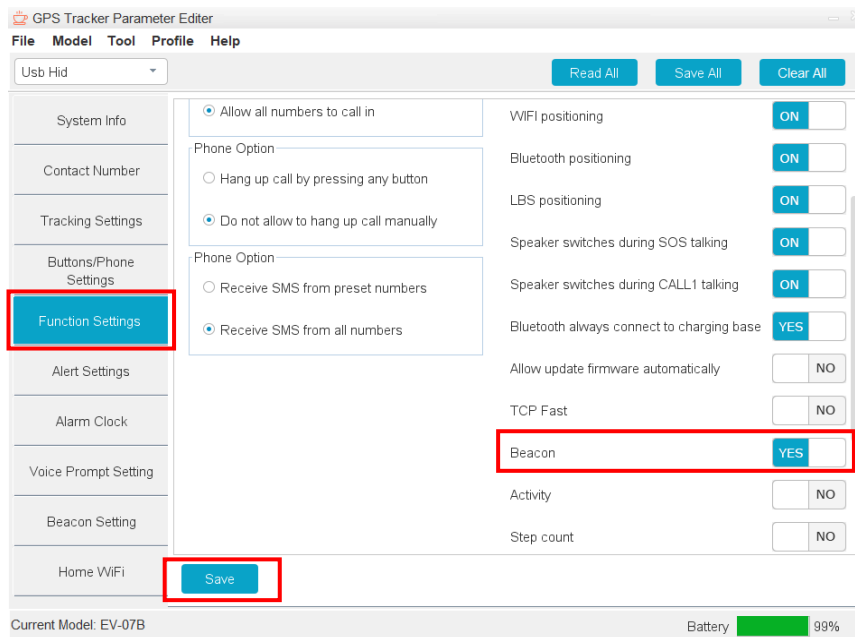 GPS Tracker Parameter Editer
File Model Tool Profile Help
Usb Hid
Read All
Save All
Clear All
System Info
Contact Number
Tracking Settings
Buttons/Phone
Settings
Function Settings
Alert Settings
Alarm Clock
Voice Prompt Setting
Beacon Setting
Home WiFi
Allow all numbers to call in
Phone Option
Hang up call by pressing any button
Do not allow to hang up call manually
Phone Option
Receive SMS from preset numbers
Receive SMS from all numbers
WIFI positioning ON
Bluetooth positioning ON
LBS positioning ON
Speaker switches during SOS talking ON
Speaker switches during CALL1 talking ON
Bluetooth always connect to charging base YES
Allow update firmware automatically NO
TCP Fast NO
Beacon YES
Activity NO
Step count NO
Save
Current Model: EV-07B
Battery 99%